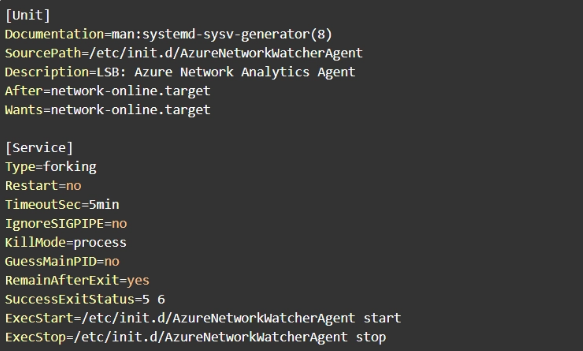 [Unit]
Documentation=man:systemd-sysv-generator(8)
SourcePath=/etc/init.d/AzureNetworkWatcherAgent
Description=LSB: Azure Network Analytics Agent
After=network-online.target
Wants=network-online.target

[Service]
Type=forking
Restart=no
TimeoutSec=5min
IgnoreSIGPIPE=no
KillMode=process
GuessMainPID=no
RemainAfterExit=yes
SuccessExitStatus=5 6
ExecStart=/etc/init.d/AzureNetworkWatcherAgent start
ExecStop=/etc/init.d/AzureNetworkWatcherAgent stop